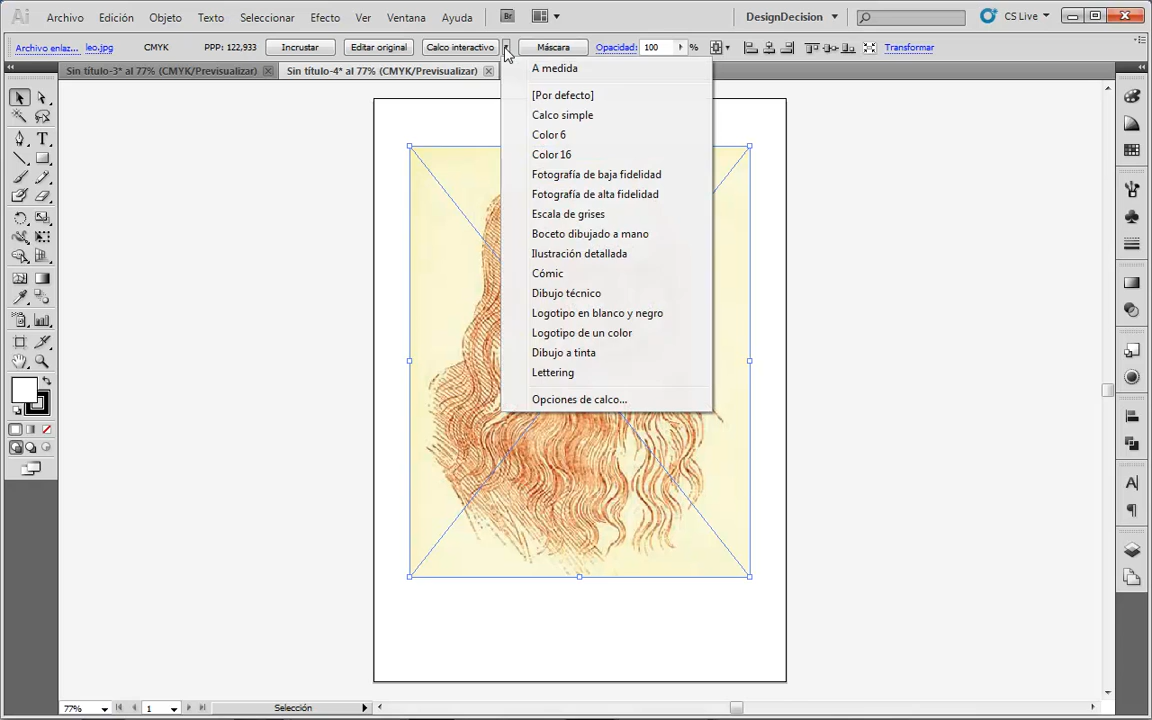 Ai Archivo Edición Objeto Texto Seleccionar Efecto Ver Ventana Ayuda Br DesignDecision CS Live
Archivo enlaz... leo.jpg CMYK PPP: 122,933 Incrustar Editar original Calco interactivo Máscara Opacidad: 100 % Transformar
Sin título-3* al 77% (CMYK/Previsualizar) Sin título-4* al 77% (CMYK/Previsualizar)
A medida
[Por defecto]
Calco simple
Color 6
Color 16
Fotografía de baja fidelidad
Fotografía de alta fidelidad
Escala de grises
Boceto dibujado a mano
Ilustración detallada
Cómic
Dibujo técnico
Logotipo en blanco y negro
Logotipo de un color
Dibujo a tinta
Lettering
Opciones de calco...
77% 1 Selección